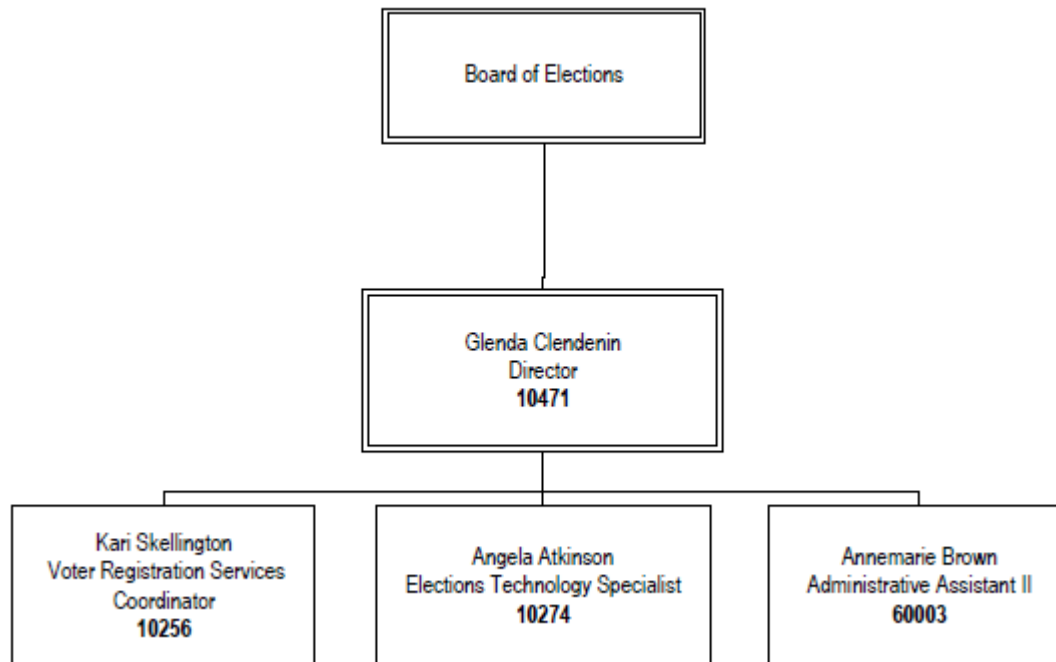 Board of Elections
Glenda Clendenin
Director
10471
Kari Skellington
Voter Registration Services
Coordinator
10256
Angela Atkinson
Elections Technology Specialist
10274
Annemarie Brown
Administrative Assistant II
60003